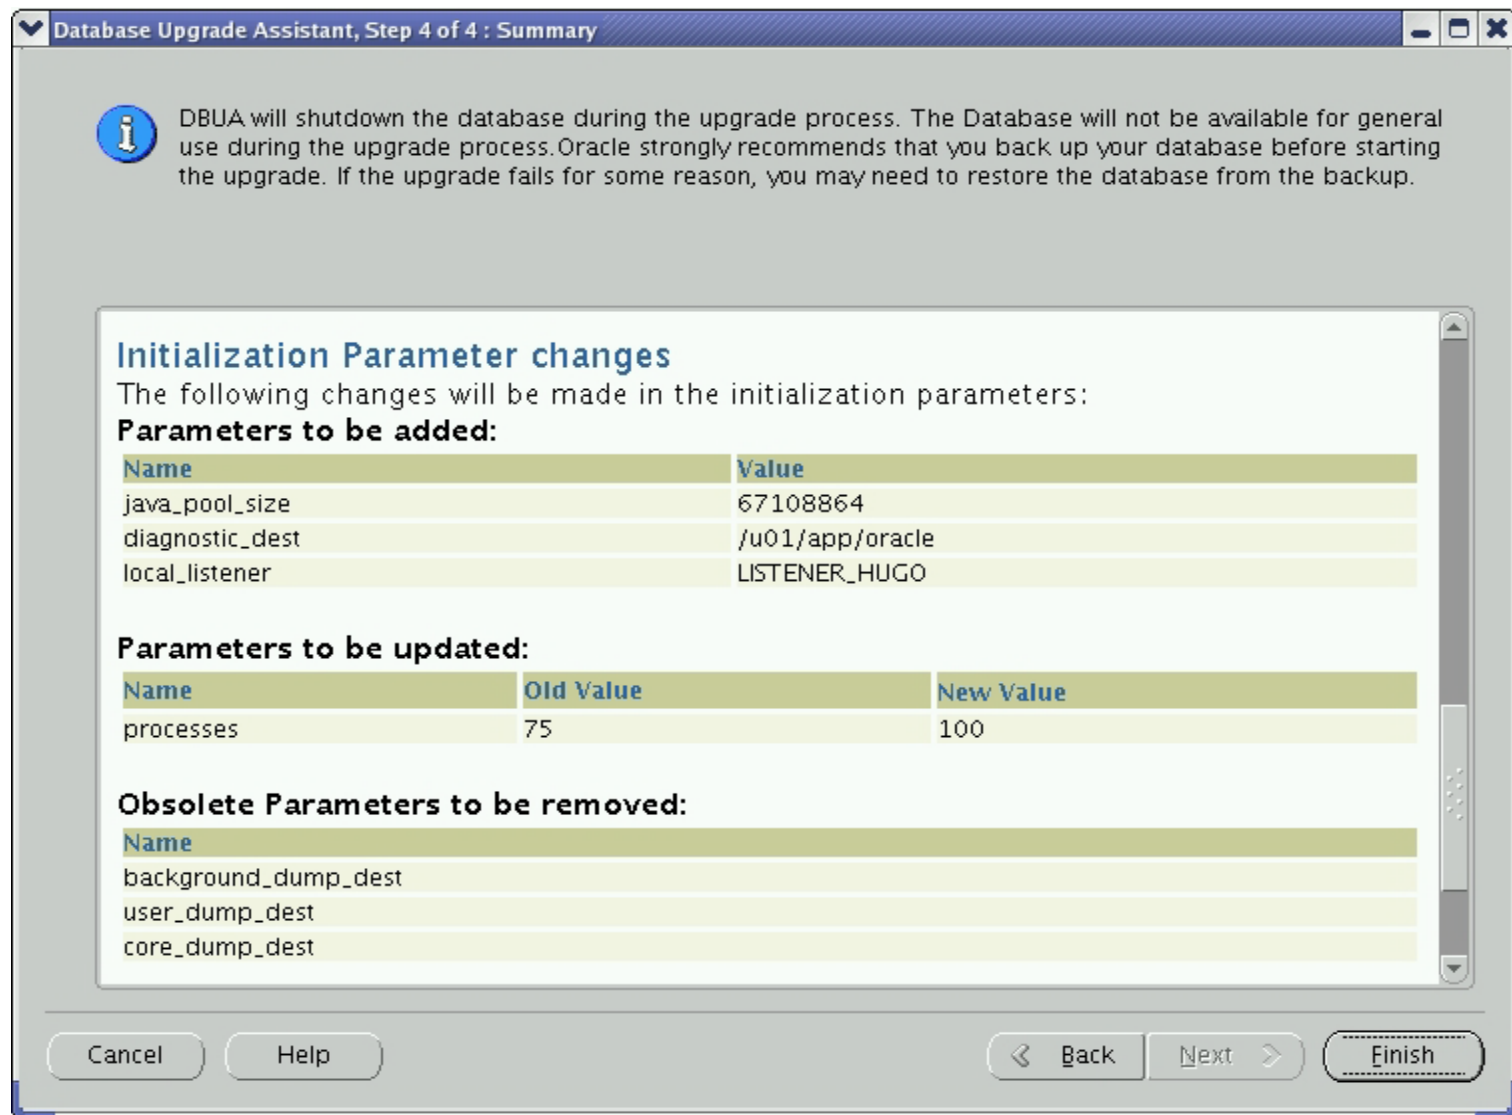 Database Upgrade Assistant, Step 4 of 4 : Summary
DBUA will shutdown the database during the upgrade process. The Database will not be available for general
use during the upgrade process.Oracle strongly recommends that you back up your database before starting
the upgrade. If the upgrade fails for some reason, you may need to restore the database from the backup.
Initialization Parameter changes
The following changes will be made in the initialization parameters:
Parameters to be added:
Name Value
java_pool_size 67108864
diagnostic_dest /u01/app/oracle
local_listener LISTENER_HUGO
Parameters to be updated:
Name Old Value New Value
processes 75 100
Obsolete Parameters to be removed:
Name
background_dump_dest
user_dump_dest
core_dump_dest
Cancel Help Back Next Finish